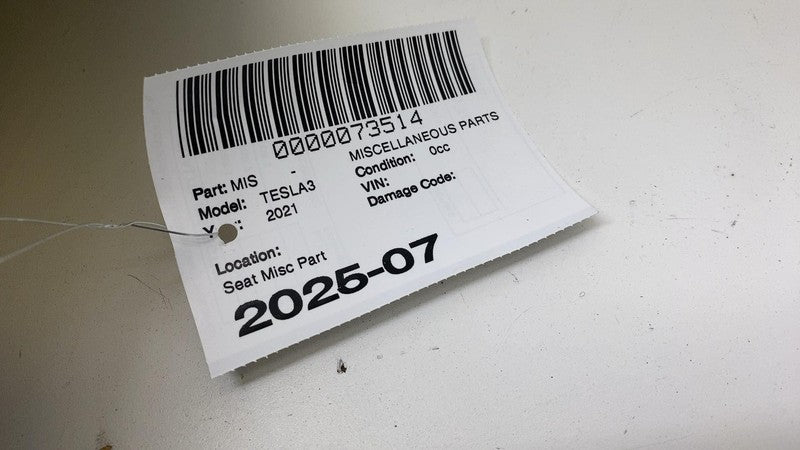 0000073514
Part: MIS - MISCELLANEOUS PARTS
Model: TESLA3 Condition: 0cc
2021 VIN:
Damage Code:
Location:
Seat Misc Part
2025-07